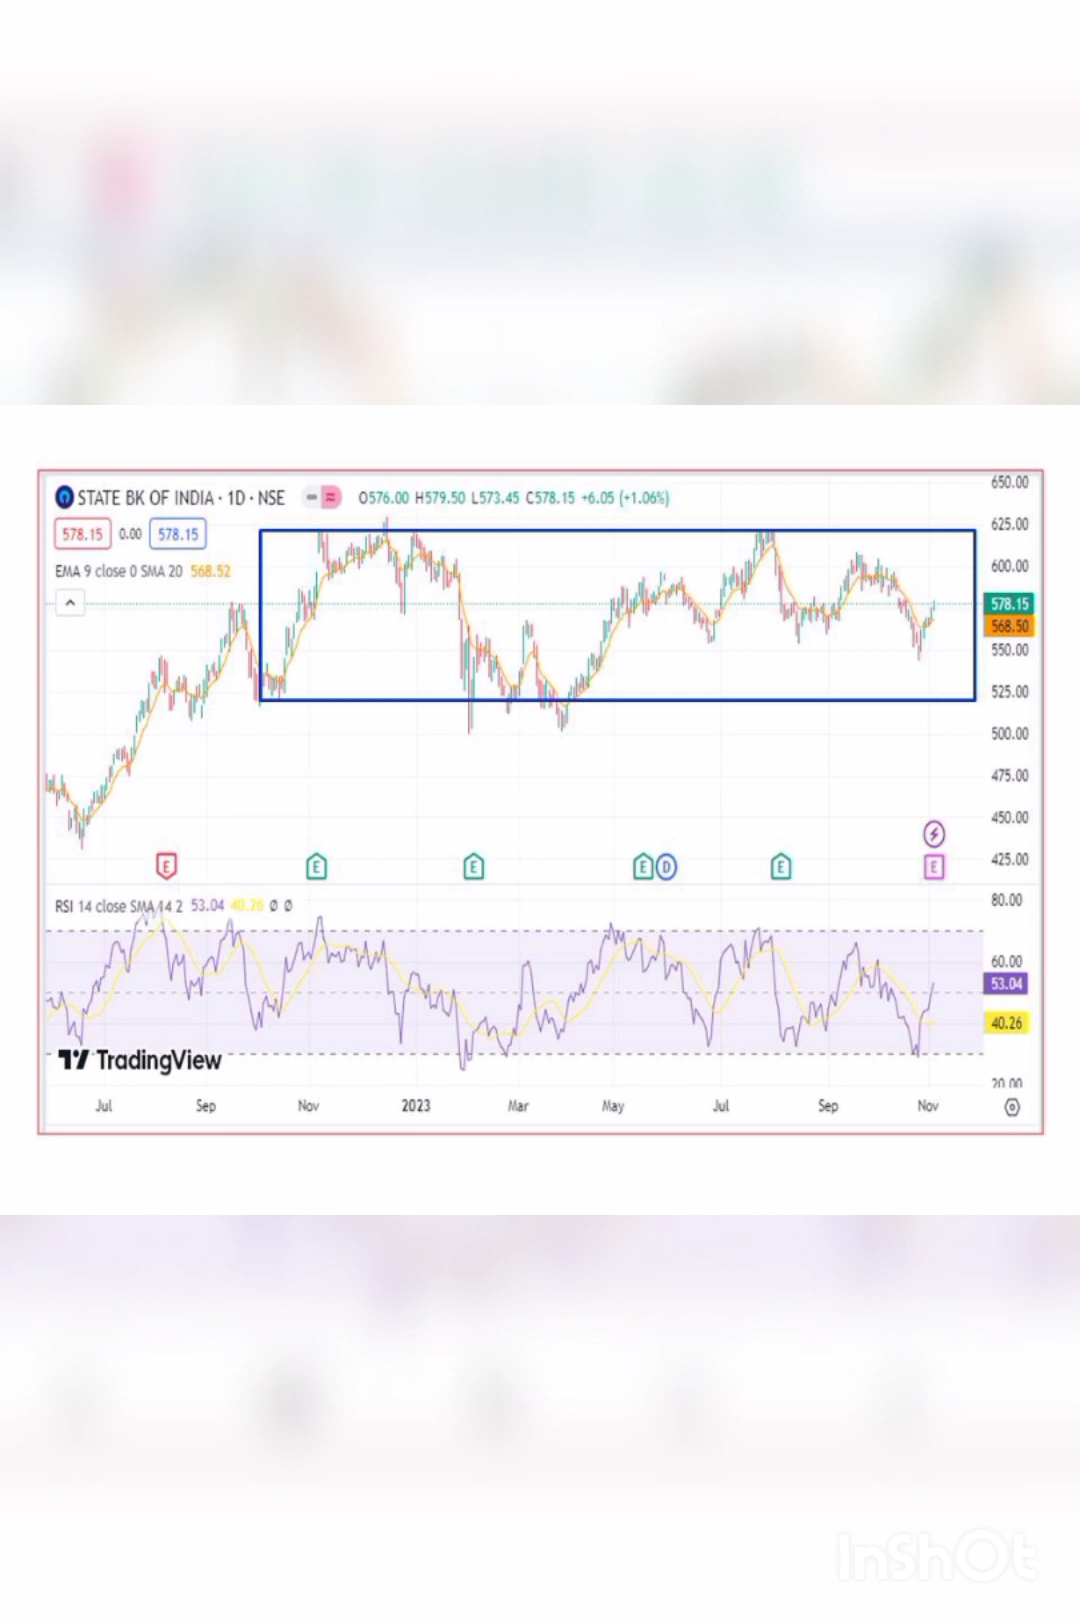 STATE BK OF INDIA · 1D · NSE O576.00 H579.50 L573.45 C578.15 +6.05 (+1.06%)
578.15 0.00 578.15
EMA 9 close 0 SMA 20 568.52
650.00
625.00
600.00
578.15
568.50
550.00
525.00
500.00
475.00
450.00
425.00
E E E E D E E
RSI 14 close SMA 14 2 53.04 40.26 Ø Ø
80.00
60.00
53.04
40.26
20.00
TradingView
Jul Sep Nov 2023 Mar May Jul Sep Nov
InShOt